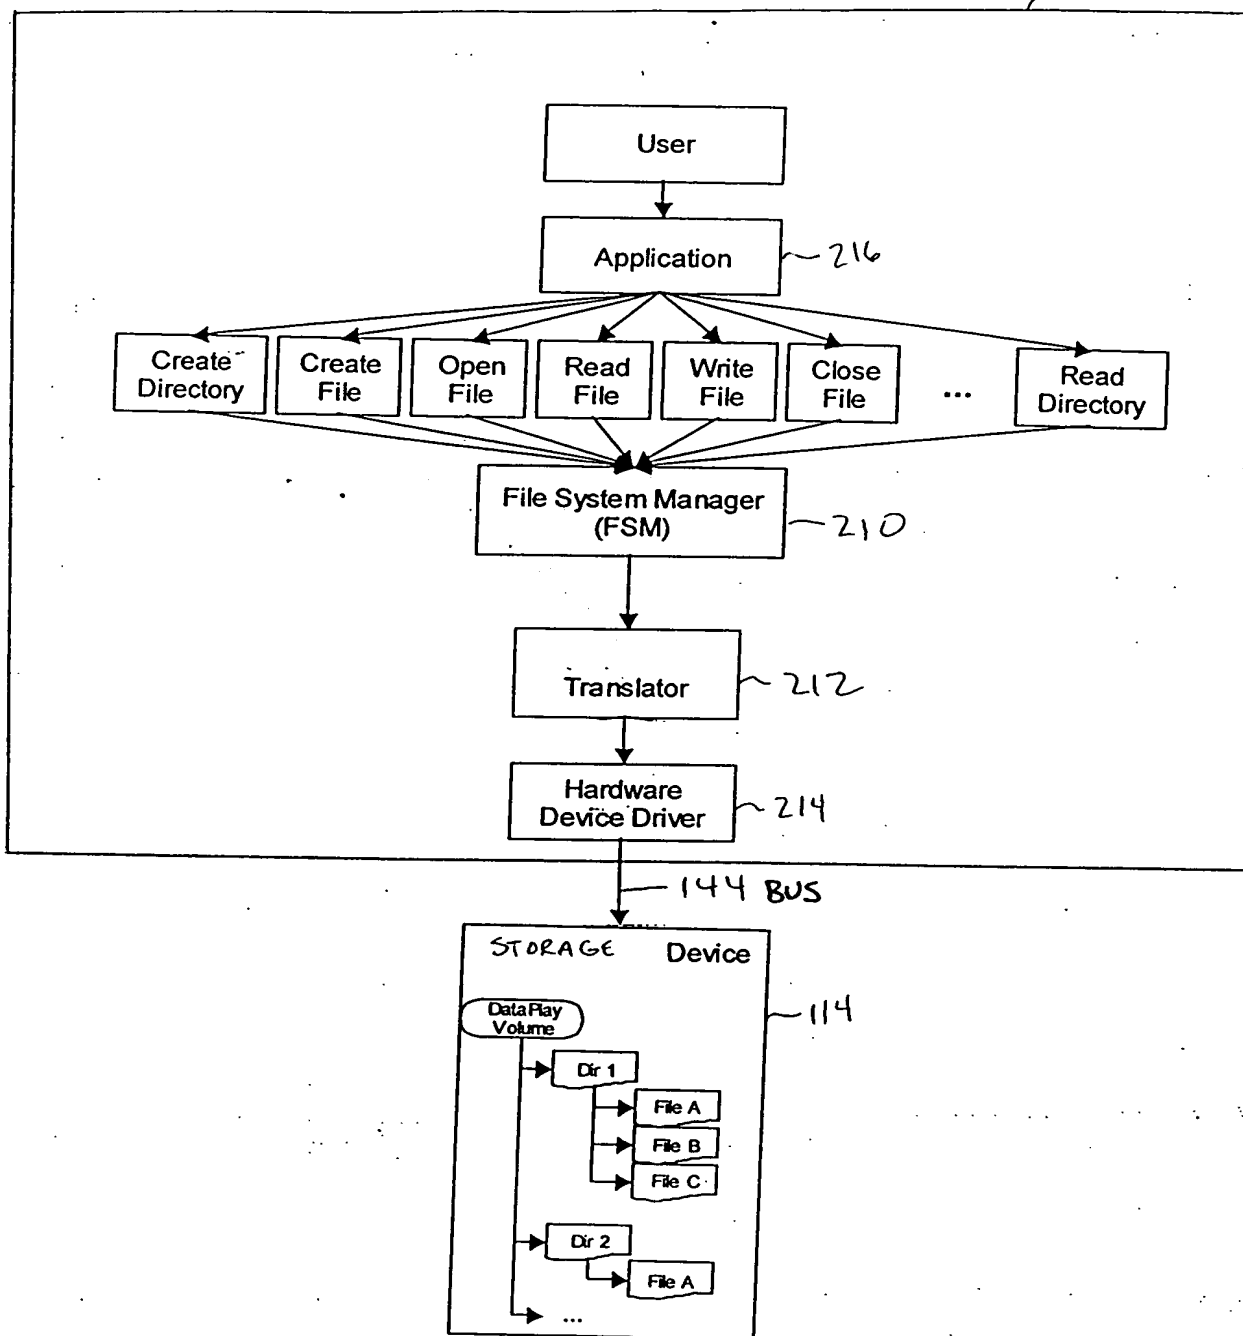 User
Application
216
Create
Directory
Create
File
Open
File
Read
File
Write
File
Close
File
...
Read
Directory
File System Manager
(FSM)
210
Translator
212
Hardware
Device Driver
214
144 BUS
STORAGE Device
114
DataPlay
Volume
Dir 1
File A
File B
File C
Dir 2
File A
...